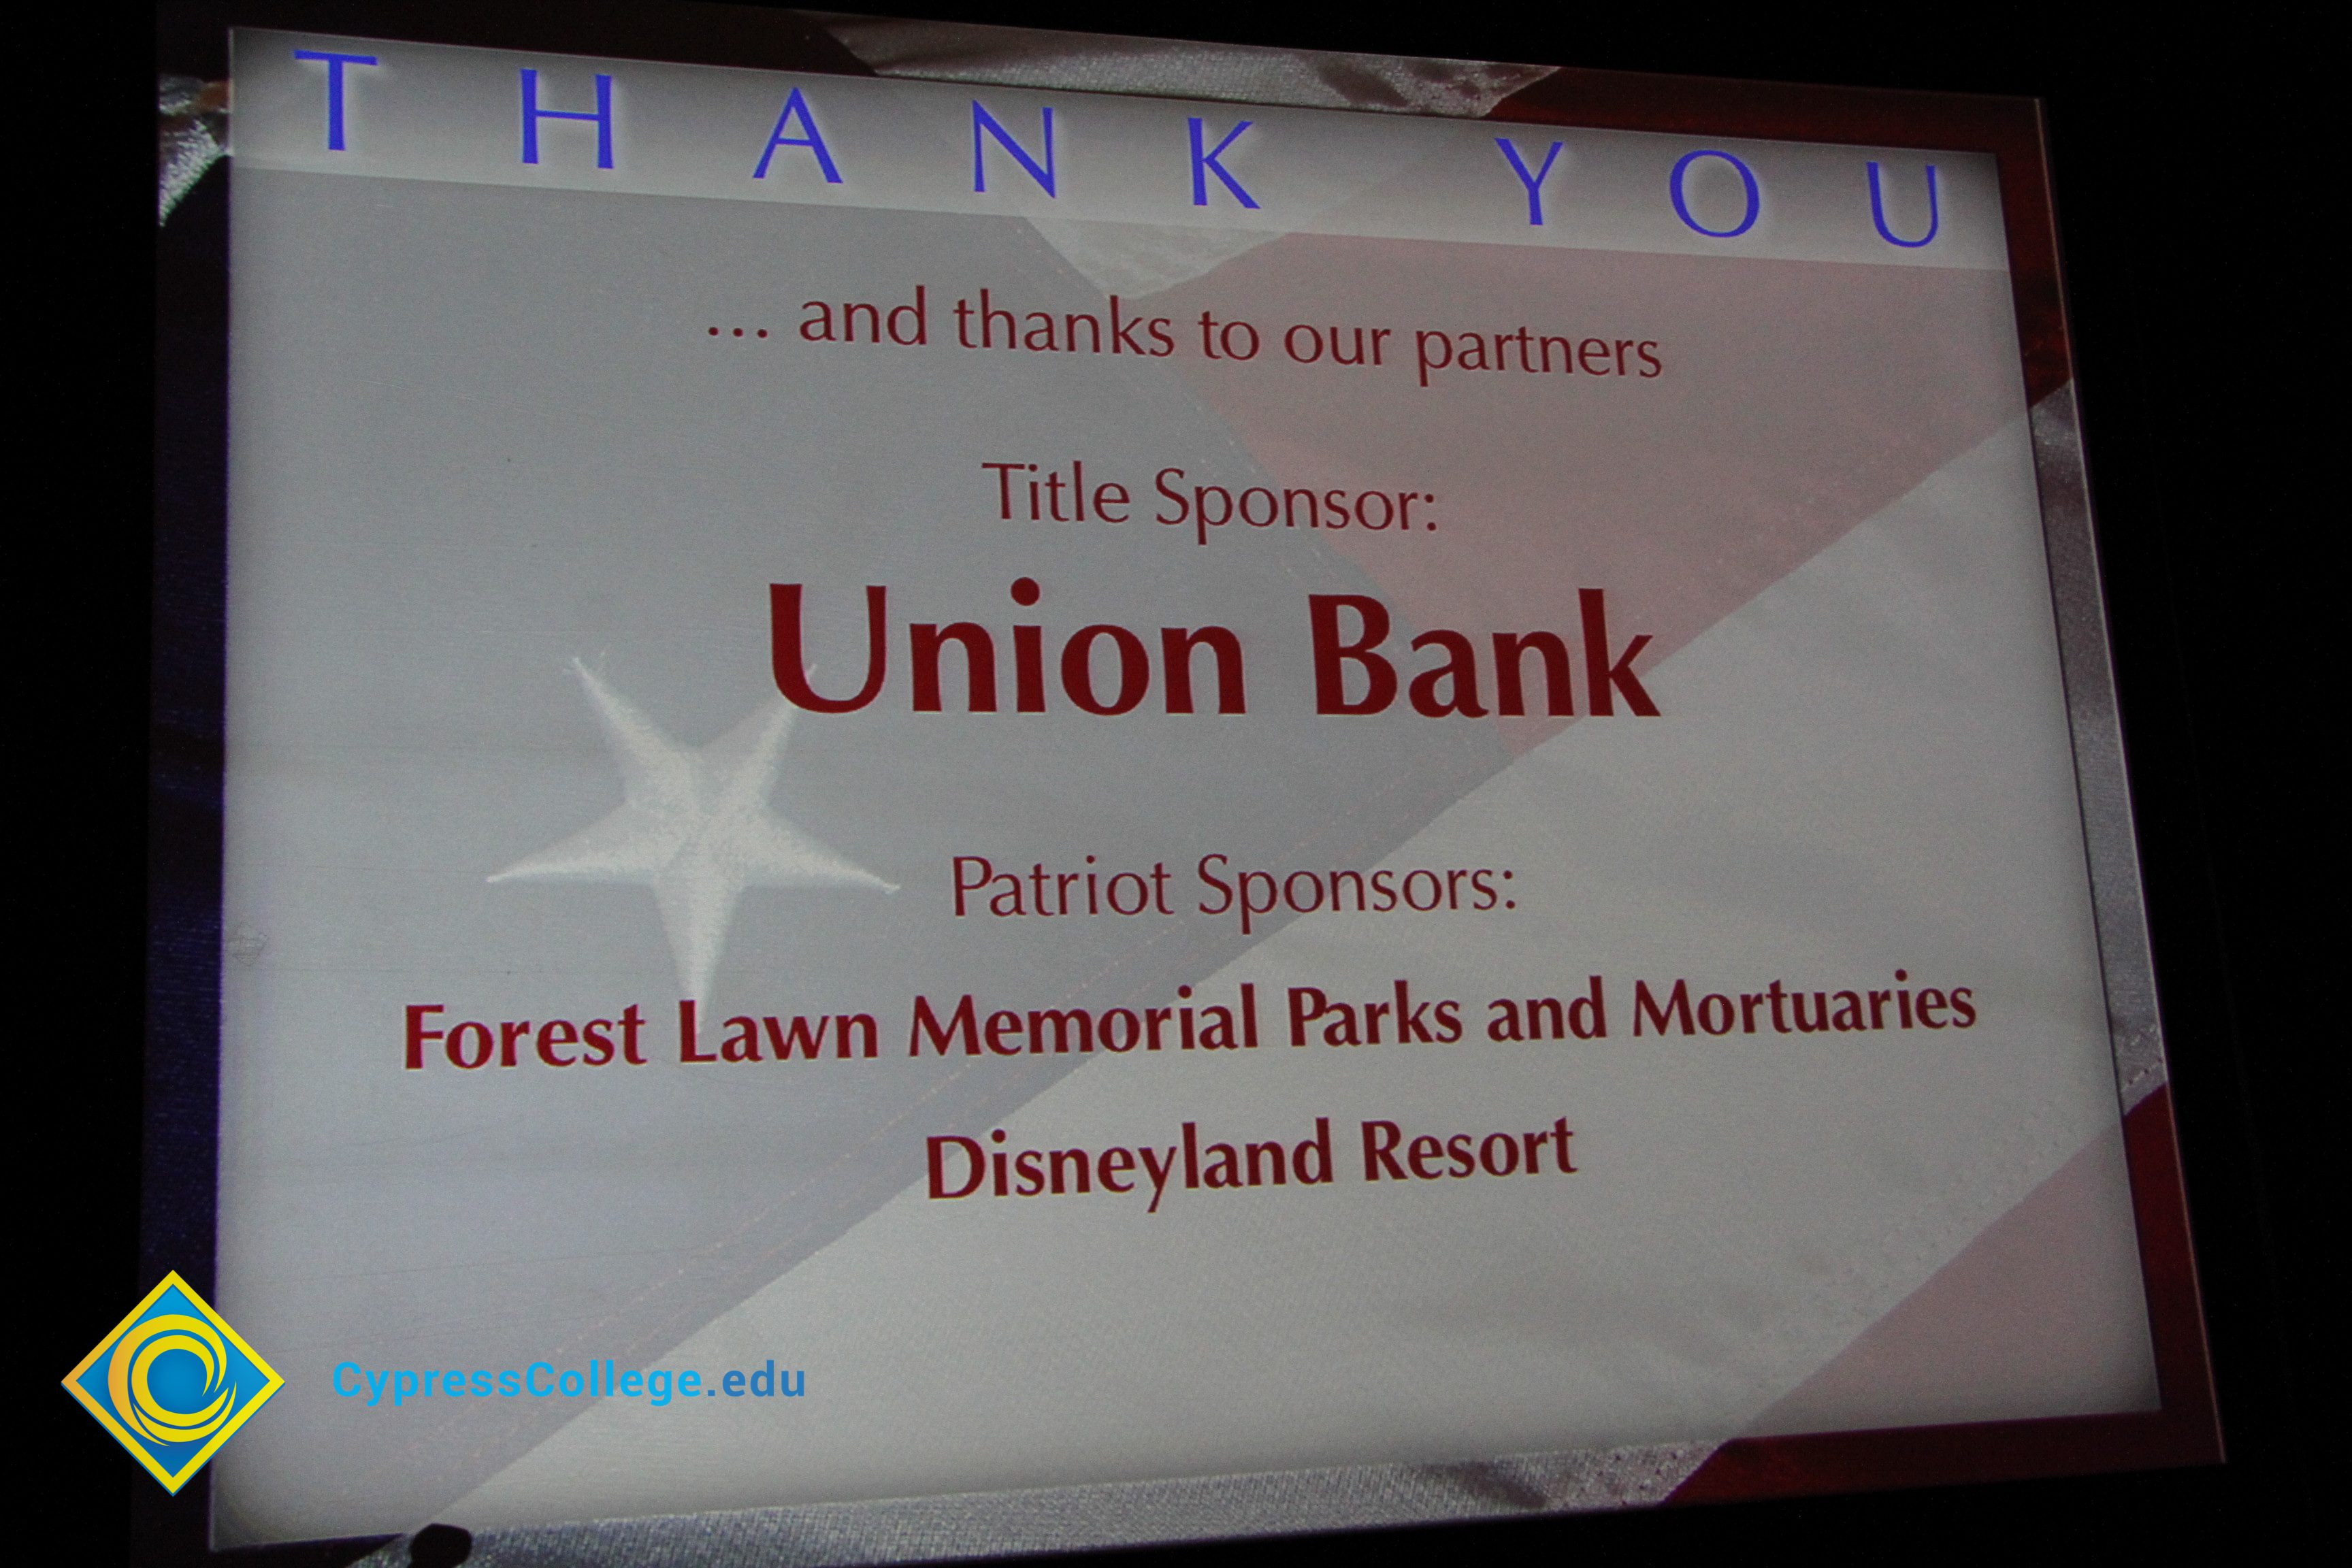 THANK YOU
... and thanks to our partners
Title Sponsor:
Union Bank
Patriot Sponsors:
Forest Lawn Memorial Parks and Mortuaries
Disneyland Resort
CypressCollege.edu